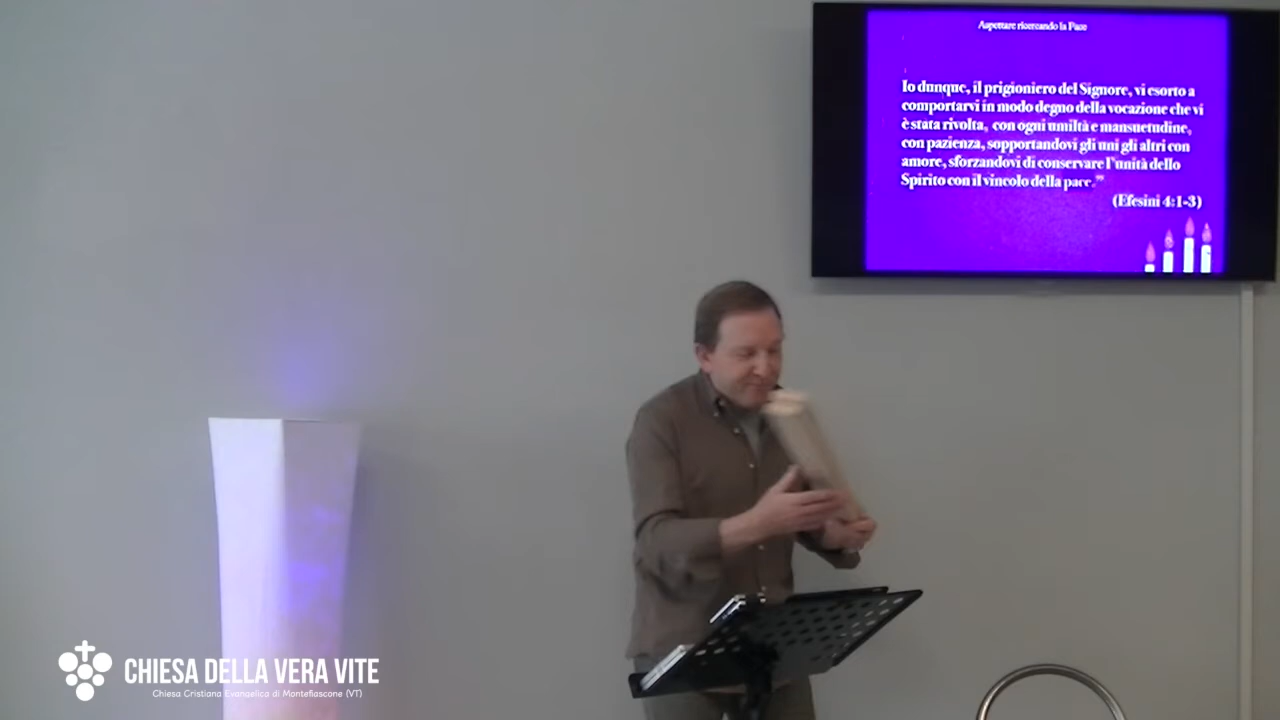 Aspettare ricercando la Pace
Io dunque, il prigioniero del Signore, vi esorto a
comportarvi in modo degno della vocazione che vi
è stata rivolta, con ogni umiltà e mansuetudine,
con pazienza, sopportandovi gli uni gli altri con
amore, sforzandovi di conservare l'unità dello
Spirito con il vincolo della pace.”
(Efesini 4:1-3)
CHIESA DELLA VERA VITE
Chiesa Cristiana Evangelica di Montefiascone (VT)